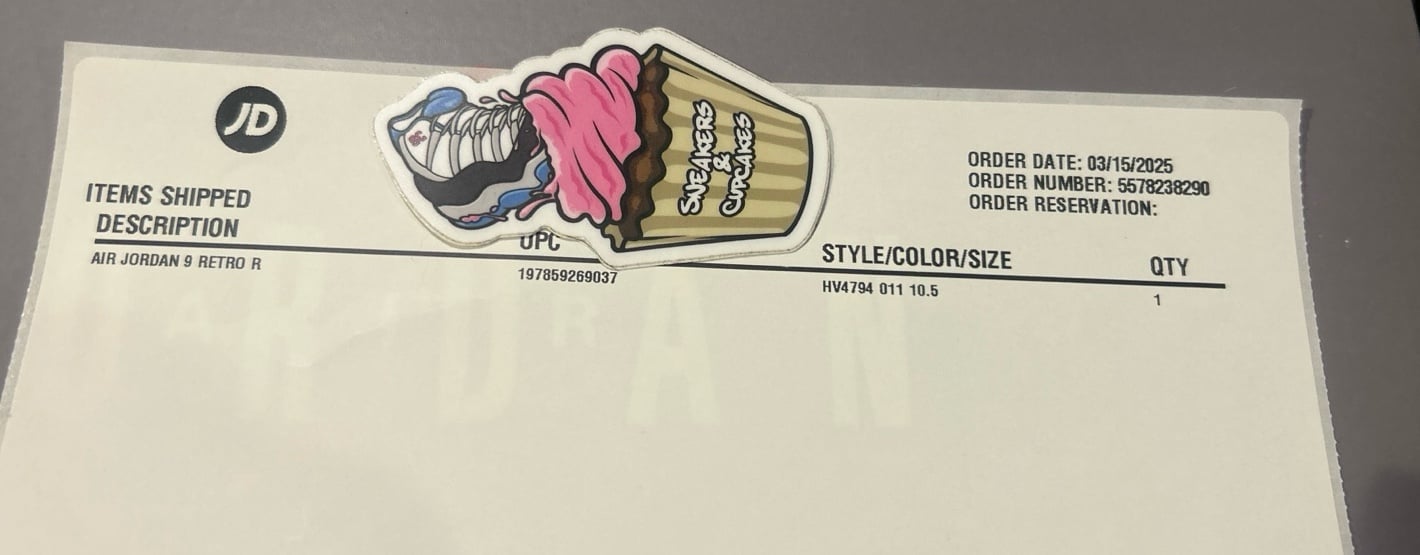 JD
SNEAKERS
&
CUPCAKES
ORDER DATE: 03/15/2025
ORDER NUMBER: 5578238290
ORDER RESERVATION:
ITEMS SHIPPED
DESCRIPTION UPC STYLE/COLOR/SIZE QTY
AIR JORDAN 9 RETRO R 197859269037 HV4794 011 10.5 1